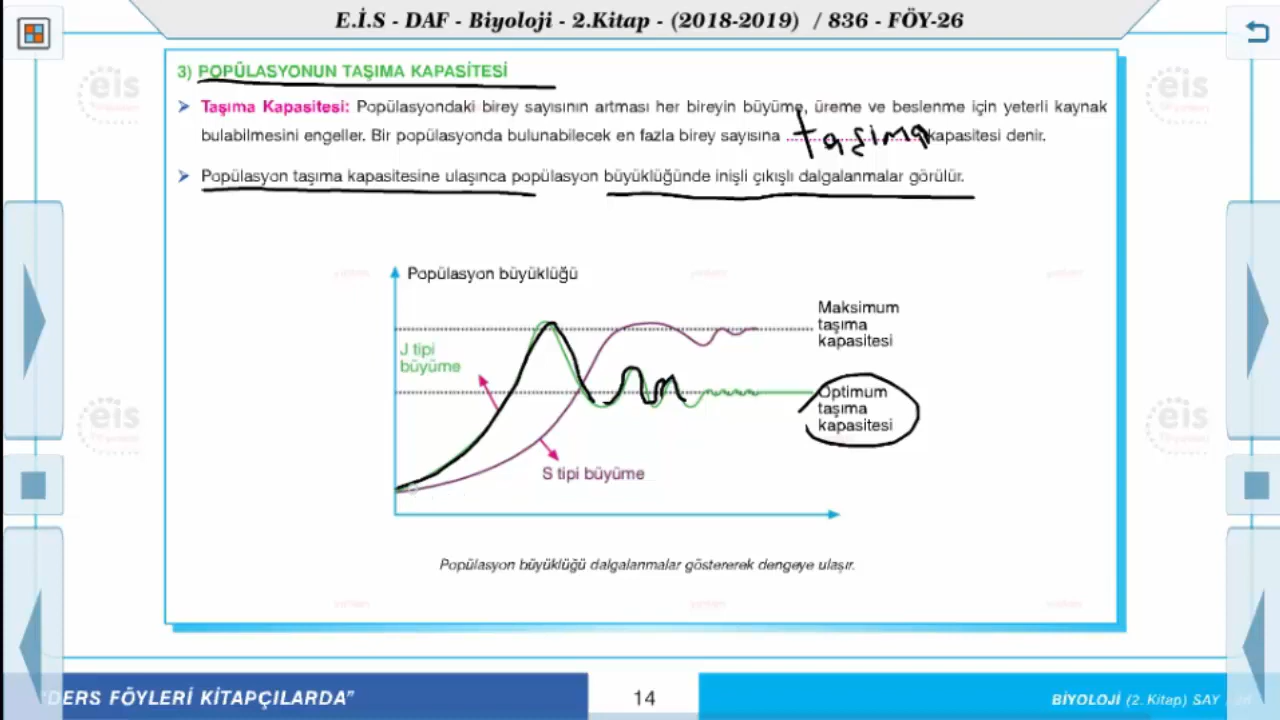 E.İ.S - DAF - Biyoloji - 2.Kitap - (2018-2019) / 836 - FÖY-26
3) POPÜLASYONUN TAŞIMA KAPASİTESİ
Taşıma Kapasitesi: Popülasyondaki birey sayısının artması her bireyin büyüme, üreme ve beslenme için yeterli kaynak
bulabilmesini engeller. Bir popülasyonda bulunabilecek en fazla birey sayısına taşıma kapasitesi denir.
Popülasyon taşıma kapasitesine ulaşınca popülasyon büyüklüğünde inişli çıkışlı dalgalanmalar görülür.
Popülasyon büyüklüğü
Maksimum
taşıma
kapasitesi
J tipi
büyüme
Optimum
taşıma
kapasitesi
S tipi büyüme
Popülasyon büyüklüğü dalgalanmalar göstererek dengeye ulaşır.
eis
eis
eis
eis
"DERS FÖYLERİ KİTAPÇILARDA"
14
BİYOLOJİ (2. Kitap) SAY